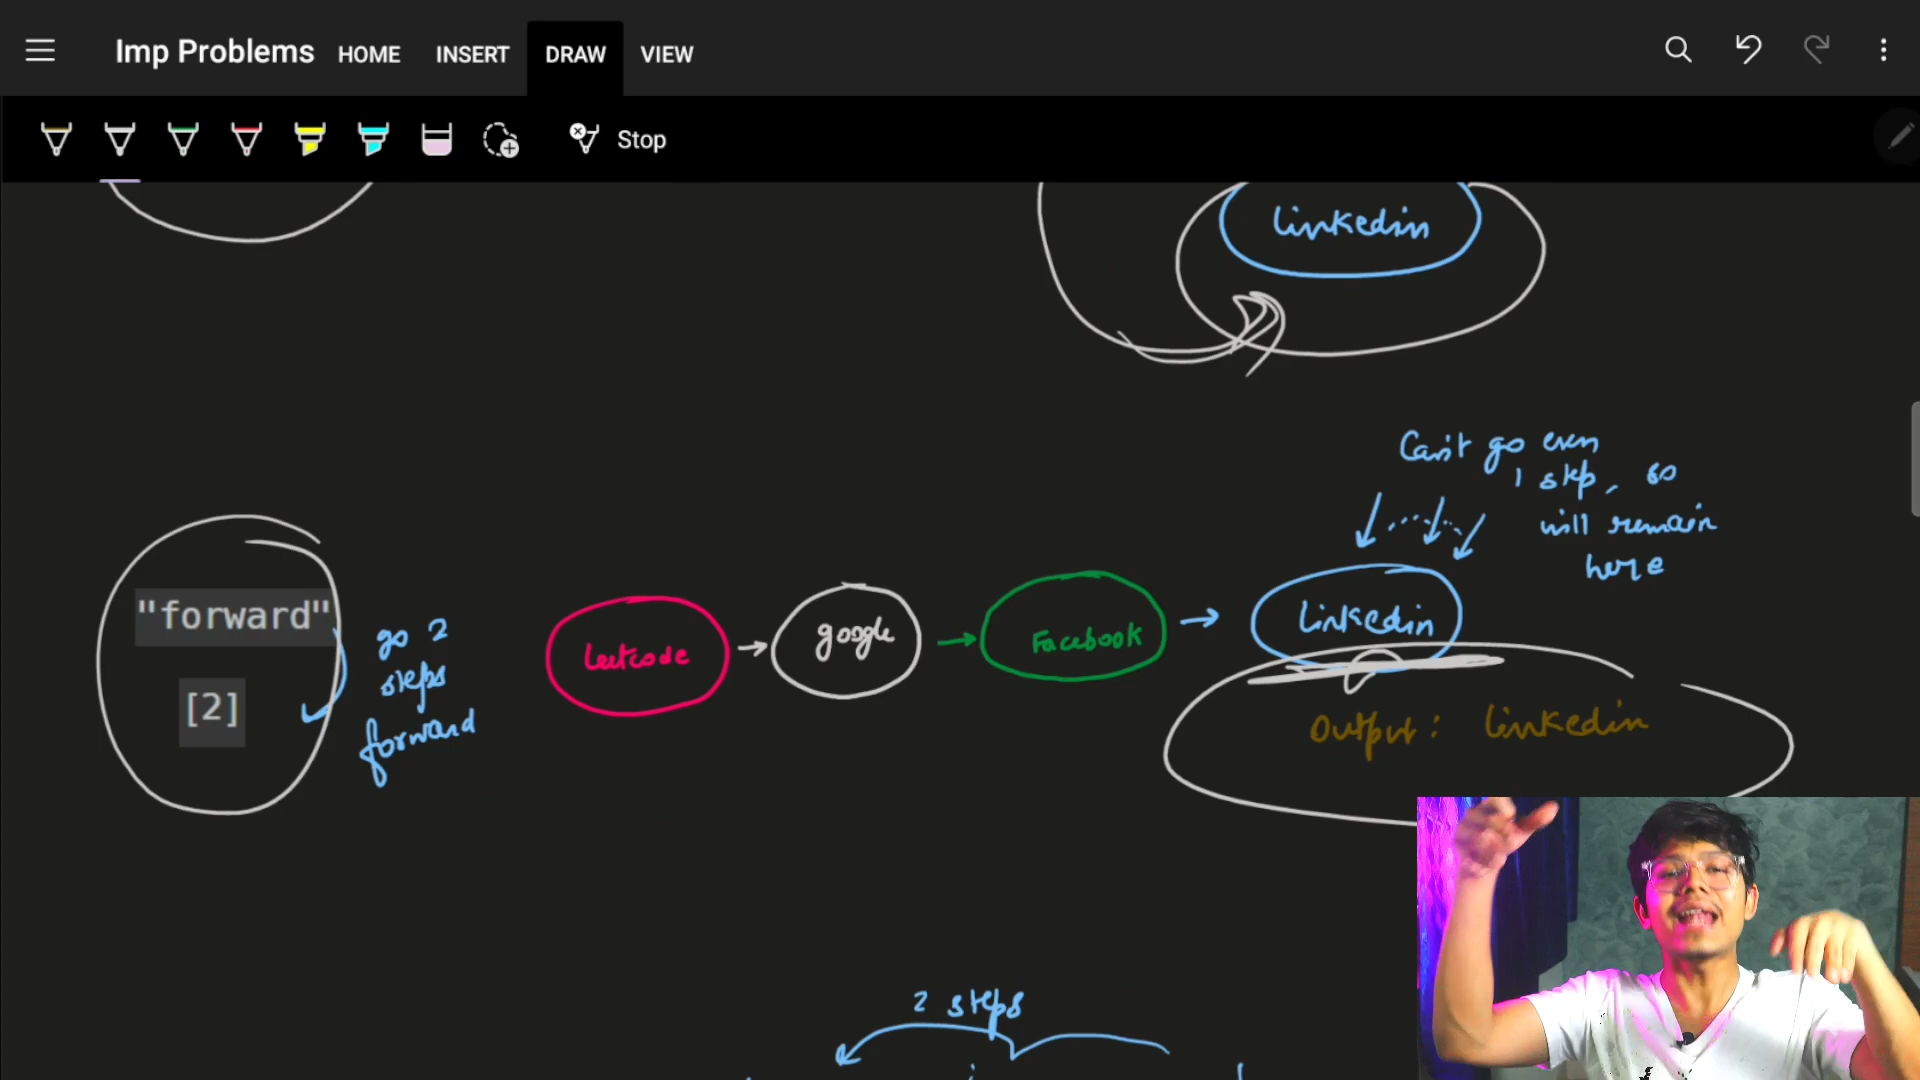 Imp Problems HOME INSERT DRAW VIEW
Stop
linkedin
Can't go even
1 step, so
will remain
here
"forward"
[2]
go 2
steps
forward
leetcode
google
Facebook
linkedin
Output: linkedin
2 steps